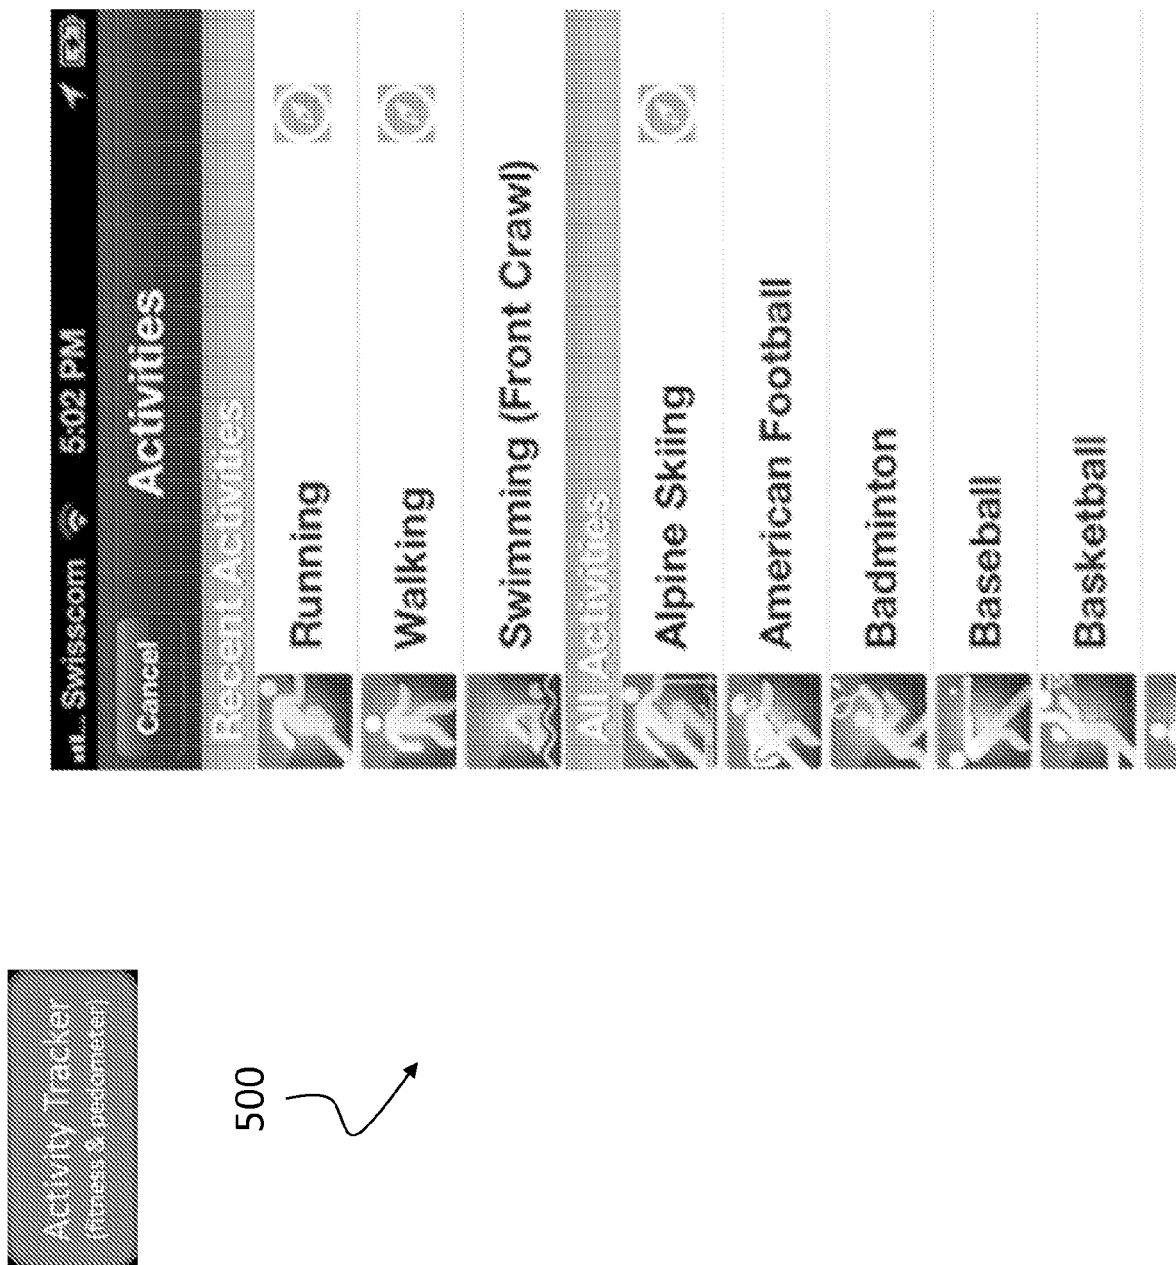 Activity Tracker
(fitness & pedometer)
500
Swisscom 6:02 PM
Cancel Activities
Recent Activities
Running
Walking
Swimming (Front Crawl)
All Activities
Alpine Skiing
American Football
Badminton
Baseball
Basketball